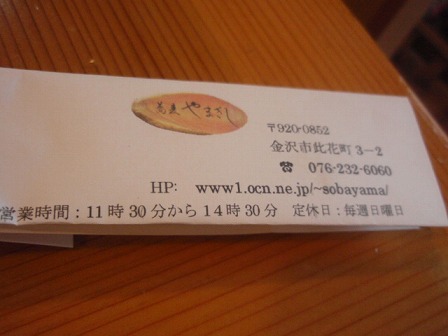 蕎麦やまぎし
〒920-0852
金沢市此花町3-2
☎ 076-232-6060
HP: www1.ocn.ne.jp/~sobayama/
営業時間:11時30分から14時30分 定休日:毎週日曜日